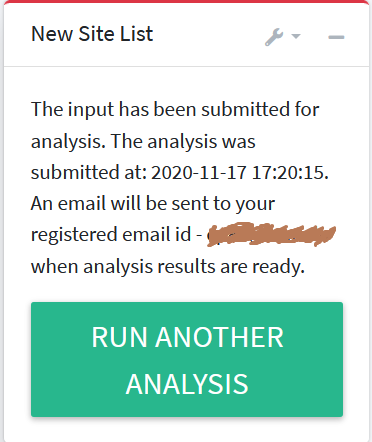 New Site List
The input has been submitted for
analysis. The analysis was
submitted at: 2020-11-17 17:20:15.
An email will be sent to your
registered email id -
when analysis results are ready.
RUN ANOTHER
ANALYSIS